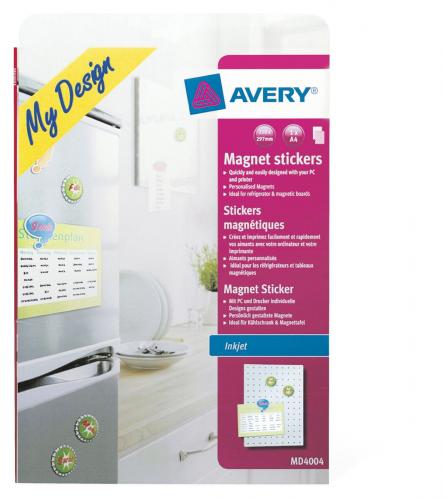 My Design
AVERY®
297mm
1 x
A4
Magnet stickers
Quickly and easily designed with your PC
and printer
Personalised Magnets
Ideal for refrigerator & magnetic boards
Stickers
magnétiques
Créez et imprimez facilement et rapidement
vos aimants avec votre ordinateur et votre
imprimante
Aimants personnalisés
Idéal pour les réfrigérateurs et tableaux
magnétiques
Magnet Sticker
Mit PC und Drucker individuelle
Designs gestalten
Persönlich gestaltete Magnete
Ideal für Kühlschrank & Magnettafel
Inkjet
MD4004